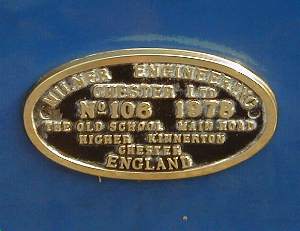 MILNER ENGINEERING
CHESTER LTD
No 106 1978
THE OLD SCHOOL MAIN ROAD
HIGHER KINNERTON
CHESTER
ENGLAND